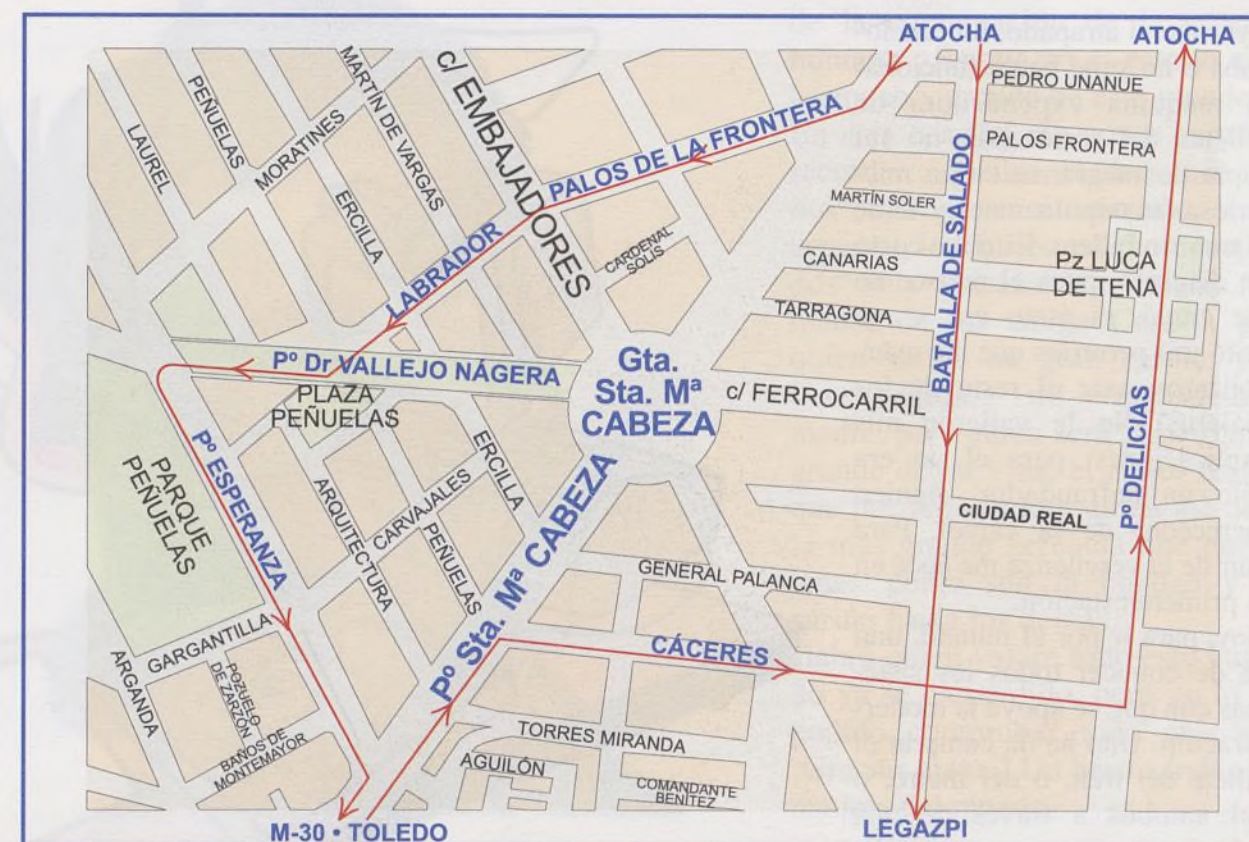 ATOCHA
ATOCHA
PEDRO UNANUE
PEÑUELAS
MARTÍN DE VARGAS
c/ EMBAJADORES
LAUREL
MORATINES
PALOS DE LA FRONTERA
PALOS FRONTERA
ERCILLA
MARTÍN SOLER
BATALLA DE SALADO
LABRADOR
CARDENAL
SOLÍS
CANARIAS
Pz LUCA
DE TENA
TARRAGONA
Pº Dr VALLEJO NÁGERA
Gta.
Sta. Mª
CABEZA
PLAZA
PEÑUELAS
c/ FERROCARRIL
Pº DELICIAS
PARQUE
PEÑUELAS
Pº ESPERANZA
ARQUITECTURA
CARVAJALES
ERCILLA
PEÑUELAS
Pº Sta. Mª CABEZA
CIUDAD REAL
GENERAL PALANCA
GARGANTILLA
CÁCERES
ARGANDA
POZUELO
DE ZARZÓN
BAÑOS DE
MONTEMAYOR
TORRES MIRANDA
AGUILÓN
COMANDANTE
BENÍTEZ
M-30 • TOLEDO
LEGAZPI